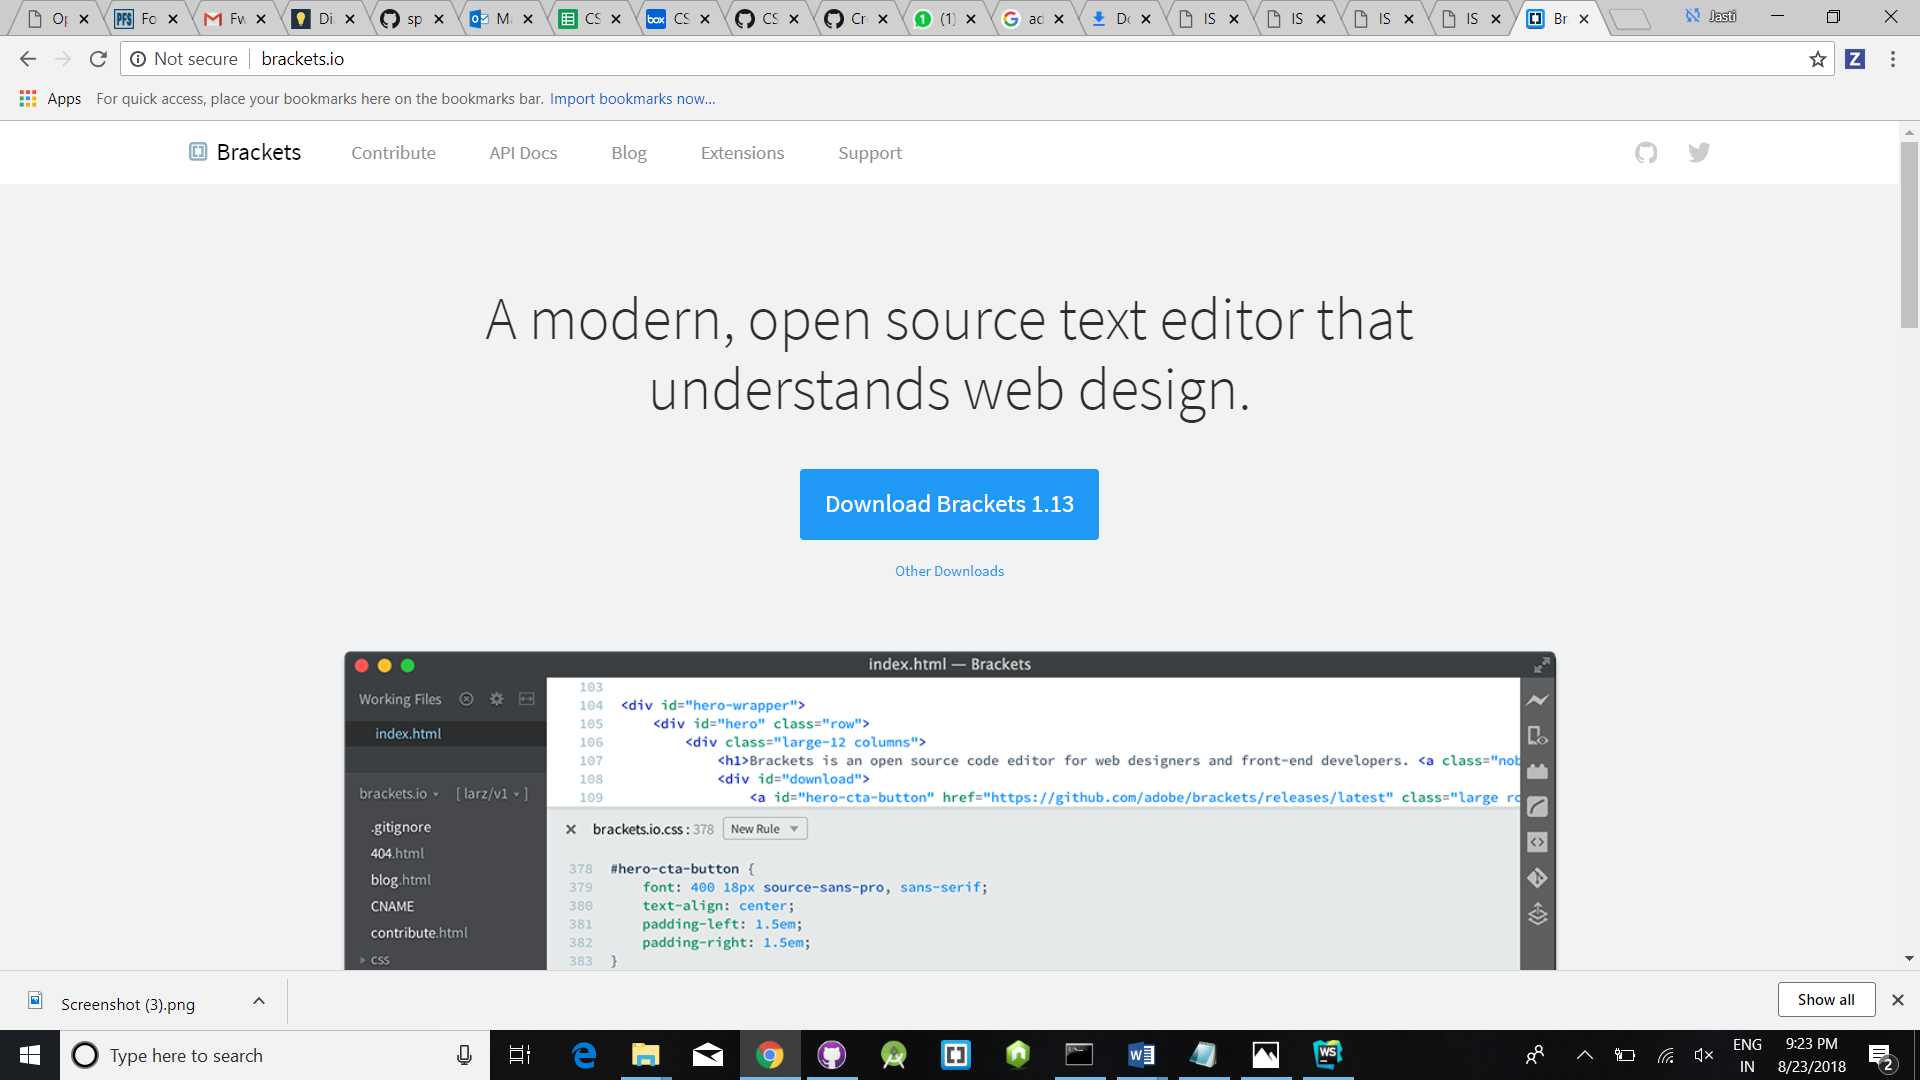 Op
Fo
Fw
Di
sp
Ma
CS
CS
CS
Cr
(1)
ad
Do
IS
IS
IS
IS
Br
Jasti
Not secure
brackets.io
Apps For quick access, place your bookmarks here on the bookmarks bar. Import bookmarks now...
Brackets Contribute API Docs Blog Extensions Support
A modern, open source text editor that
understands web design.
Download Brackets 1.13
Other Downloads
index.html — Brackets
Working Files
index.html
brackets.io [ larz/v1 ]
.gitignore
404.html
blog.html
CNAME
contribute.html
css
103
104 <div id="hero-wrapper">
105 <div id="hero" class="row">
106 <div class="large-12 columns">
107 <h1>Brackets is an open source code editor for web designers and front-end developers. <a class="nob
108 <div id="download">
109 <a id="hero-cta-button" href="https://github.com/adobe/brackets/releases/latest" class="large ro
brackets.io.css : 378 New Rule
378 #hero-cta-button {
379 font: 400 18px source-sans-pro, sans-serif;
380 text-align: center;
381 padding-left: 1.5em;
382 padding-right: 1.5em;
383 }
Screenshot (3).png
Show all
Type here to search
ENG
IN
9:23 PM
8/23/2018
2